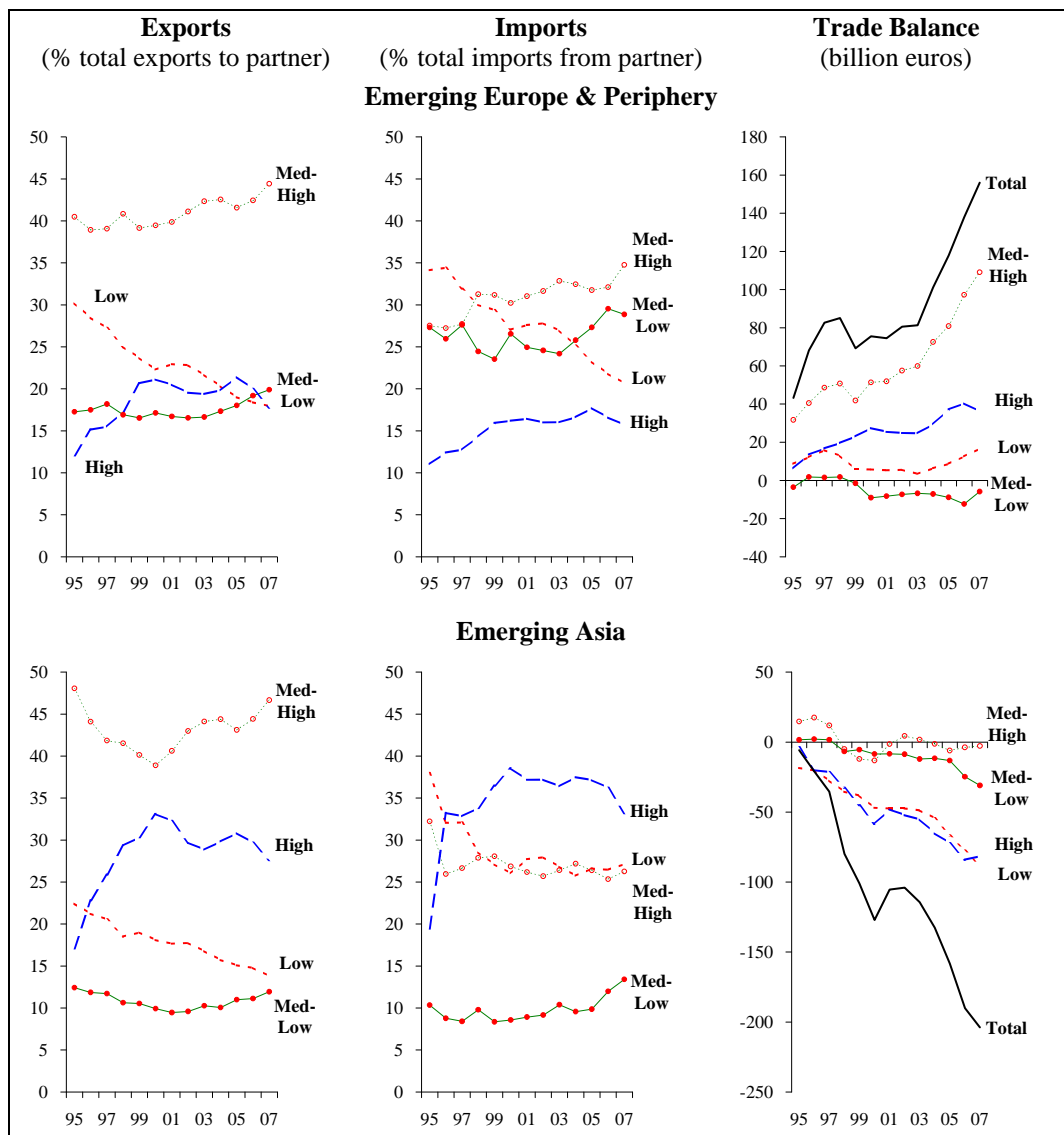 Exports Imports Trade Balance
(% total exports to partner) (% total imports from partner) (billion euros)
Emerging Europe & Periphery
50
45
40
35
30
25
20
15
10
5
0
95 97 99 01 03 05 07
Med-
High
Low
Med-
Low
High
50
45
40
35
30
25
20
15
10
5
0
95 97 99 01 03 05 07
Med-
High
Med-
Low
Low
High
180
160
140
120
100
80
60
40
20
0
-20
-40
95 97 99 01 03 05 07
Total
Med-
High
High
Low
Med-
Low
Emerging Asia
50
45
40
35
30
25
20
15
10
5
0
95 97 99 01 03 05 07
Med-
High
High
Low
Med-
Low
50
45
40
35
30
25
20
15
10
5
0
95 97 99 01 03 05 07
High
Low
Med-
High
Med-
Low
50
0
-50
-100
-150
-200
-250
95 97 99 01 03 05 07
Med-
High
Med-
Low
High
Low
Total